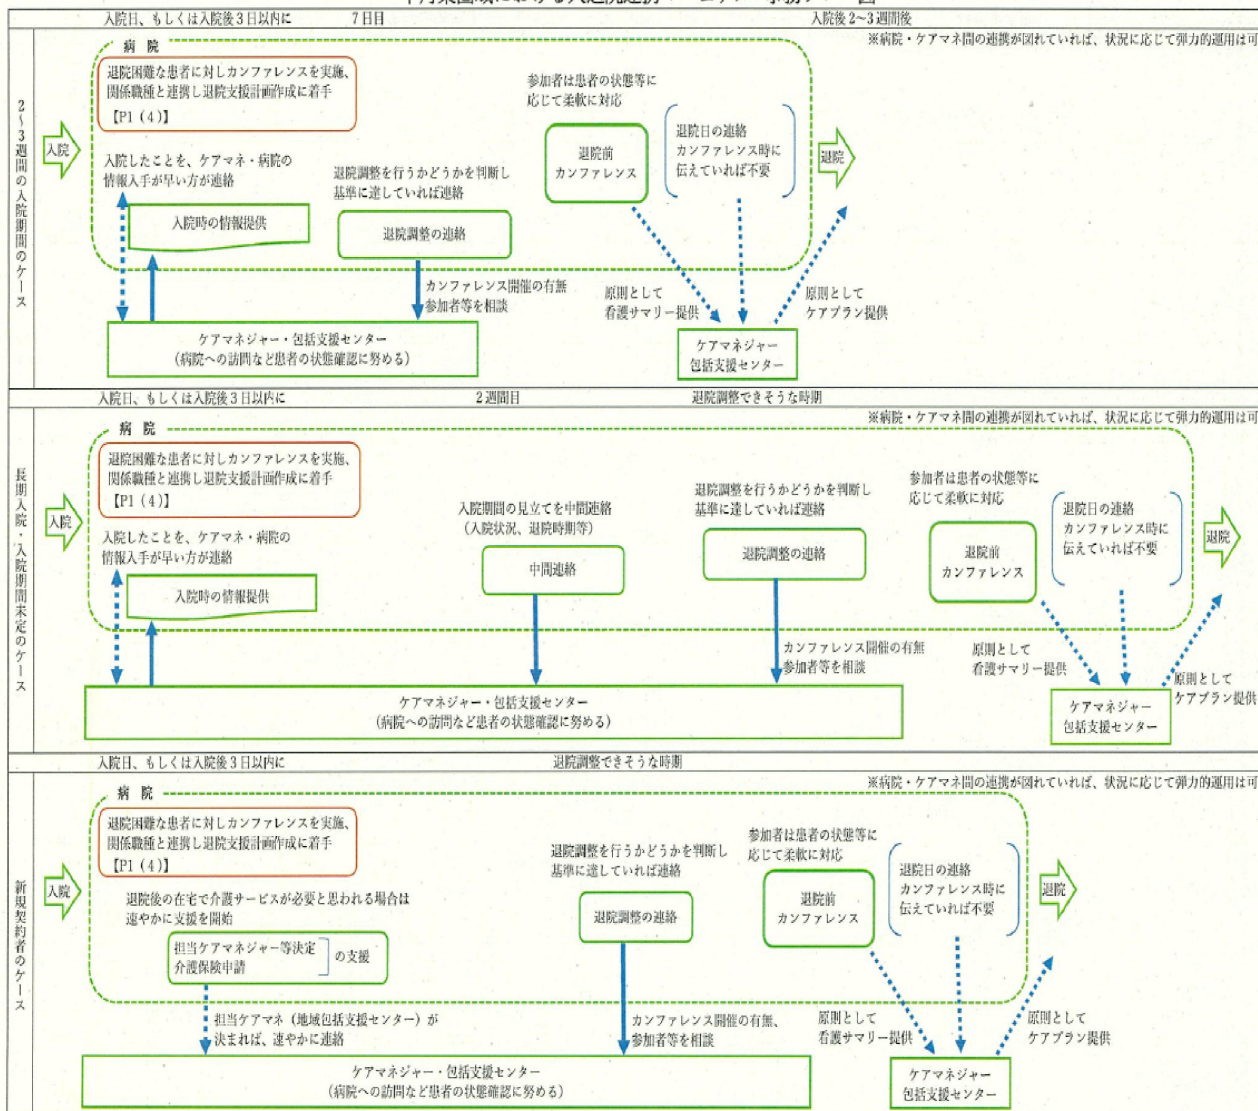 入院日、もしくは入院後3日以内に
7日目
入院後2~3週間後
※病院・ケアマネ間の連携が図れていれば、状況に応じて弾力的運用は可
2~3週間の入院期間のケース
病 院
退院困難な患者に対しカンファレンスを実施、
関係職種と連携し退院支援計画作成に着手
【P1(4)】
入院
入院したことを、ケアマネ・病院の
情報入手が早い方が連絡
入院時の情報提供
退院調整を行うかどうかを判断し
基準に達していれば連絡
退院調整の連絡
参加者は患者の状態等に
応じて柔軟に対応
退院前
カンファレンス
退院日の連絡
カンファレンス時に
伝えていれば不要
退院
カンファレンス開催の有無
参加者等を相談
原則として
看護サマリー提供
原則として
ケアプラン提供
ケアマネジャー・包括支援センター
(病院への訪問など患者の状態確認に努める)
ケアマネジャー
包括支援センター
入院日、もしくは入院後3日以内に
2週間目
退院調整できそうな時期
※病院・ケアマネ間の連携が図れていれば、状況に応じて弾力的運用は可
長期入院・入院期間未定のケース
病 院
退院困難な患者に対しカンファレンスを実施、
関係職種と連携し退院支援計画作成に着手
【P1(4)】
入院
入院したことを、ケアマネ・病院の
情報入手が早い方が連絡
入院時の情報提供
入院期間の見立てを中間連絡
(入院状況、退院時期等)
中間連絡
退院調整を行うかどうかを判断し
基準に達していれば連絡
退院調整の連絡
参加者は患者の状態等に
応じて柔軟に対応
退院前
カンファレンス
退院日の連絡
カンファレンス時に
伝えていれば不要
退院
カンファレンス開催の有無
参加者等を相談
原則として
看護サマリー提供
原則として
ケアプラン提供
ケアマネジャー・包括支援センター
(病院への訪問など患者の状態確認に努める)
ケアマネジャー
包括支援センター
入院日、もしくは入院後3日以内に
退院調整できそうな時期
※病院・ケアマネ間の連携が図れていれば、状況に応じて弾力的運用は可
新規契約者のケース
病 院
退院困難な患者に対しカンファレンスを実施、
関係職種と連携し退院支援計画作成に着手
【P1(4)】
入院
退院後の在宅で介護サービスが必要と思われる場合は
速やかに支援を開始
担当ケアマネジャー等決定
介護保険申請
の支援
退院調整を行うかどうかを判断し
基準に達していれば連絡
退院調整の連絡
参加者は患者の状態等に
応じて柔軟に対応
退院前
カンファレンス
退院日の連絡
カンファレンス時に
伝えていれば不要
退院
担当ケアマネ(地域包括支援センター)が
決まれば、速やかに連絡
カンファレンス開催の有無、
参加者等を相談
原則として
看護サマリー提供
原則として
ケアプラン提供
ケアマネジャー・包括支援センター
(病院への訪問など患者の状態確認に努める)
ケアマネジャー
包括支援センター